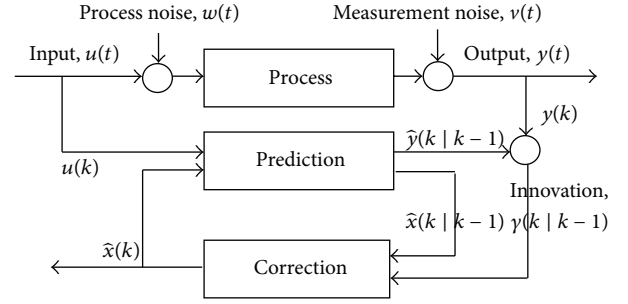 Process noise, w(t)
Measurement noise, ν(t)
Input, u(t)
Output, y(t)
Process
y(k)
ŷ(k | k − 1)
Prediction
u(k)
Innovation,
x̂(k | k − 1) γ(k | k − 1)
x̂(k)
Correction